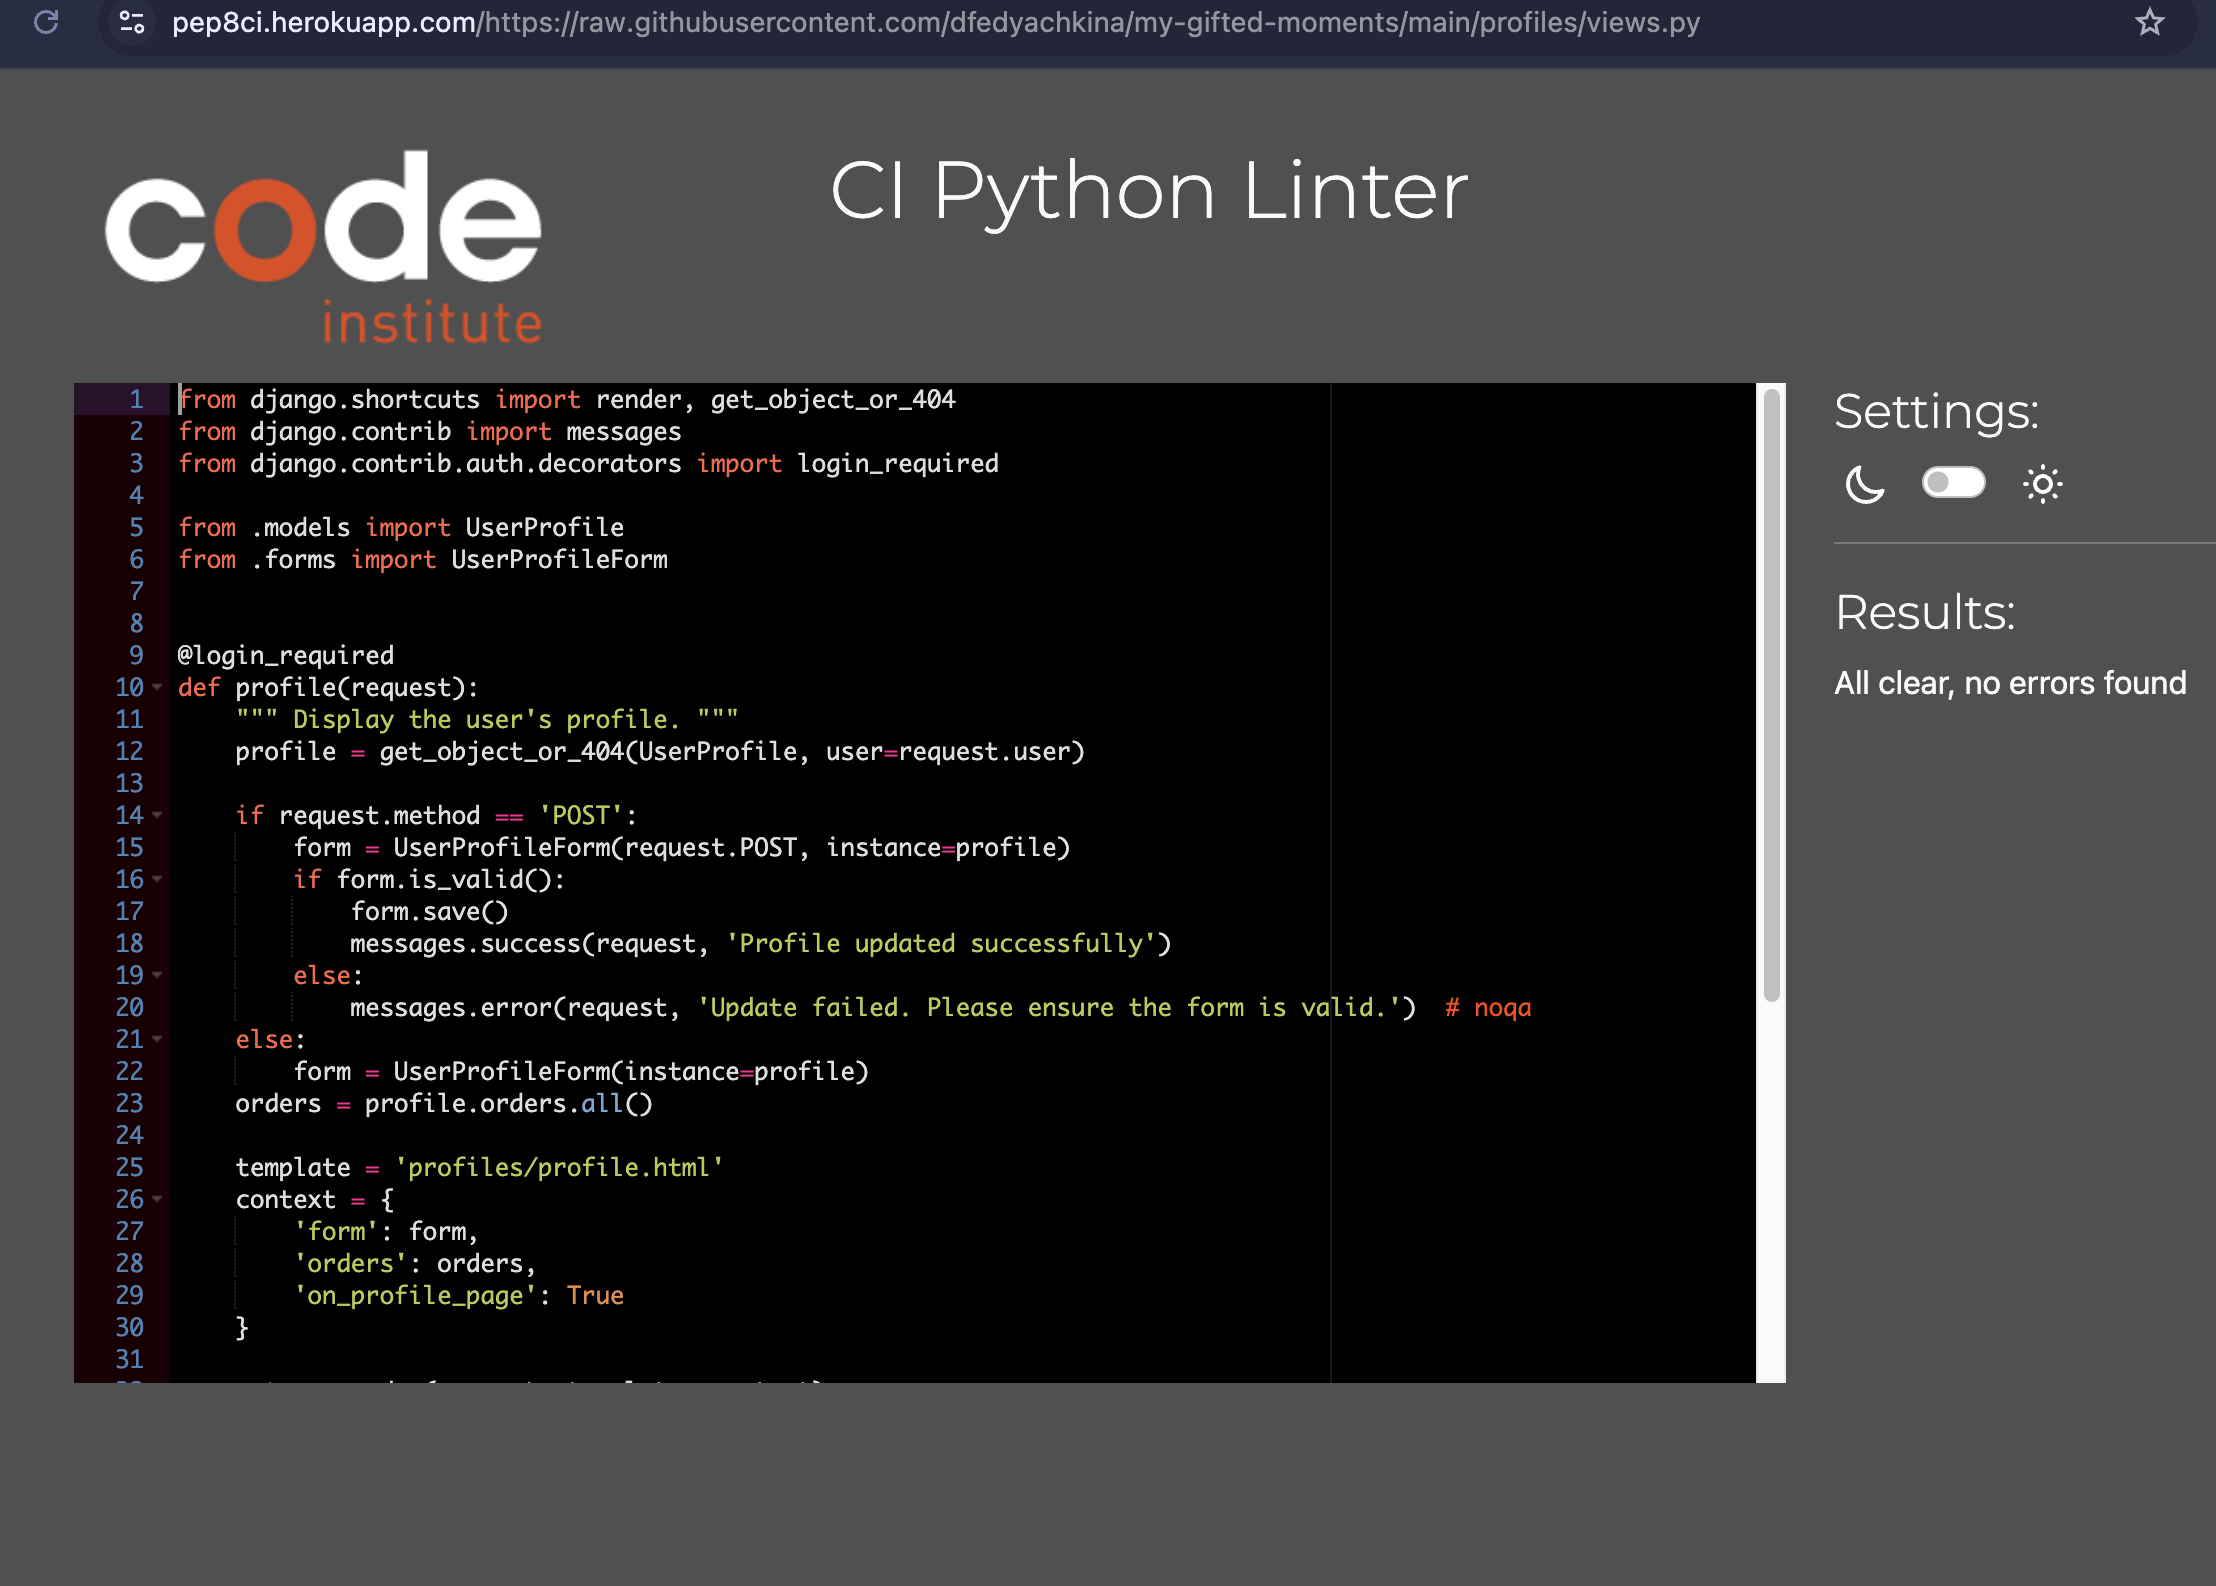 pep8ci.herokuapp.com/https://raw.githubusercontent.com/dfedyachkina/my-gifted-moments/main/profiles/views.py
code
institute
CI Python Linter
1 from django.shortcuts import render, get_object_or_404
2 from django.contrib import messages
3 from django.contrib.auth.decorators import login_required
4
5 from .models import UserProfile
6 from .forms import UserProfileForm
7
8
9 @login_required
10 def profile(request):
11     """ Display the user's profile. """
12     profile = get_object_or_404(UserProfile, user=request.user)
13
14     if request.method == 'POST':
15         form = UserProfileForm(request.POST, instance=profile)
16         if form.is_valid():
17             form.save()
18             messages.success(request, 'Profile updated successfully')
19         else:
20             messages.error(request, 'Update failed. Please ensure the form is valid.')  # noqa
21     else:
22         form = UserProfileForm(instance=profile)
23     orders = profile.orders.all()
24
25     template = 'profiles/profile.html'
26     context = {
27         'form': form,
28         'orders': orders,
29         'on_profile_page': True
30     }
31
Settings:
Results:
All clear, no errors found